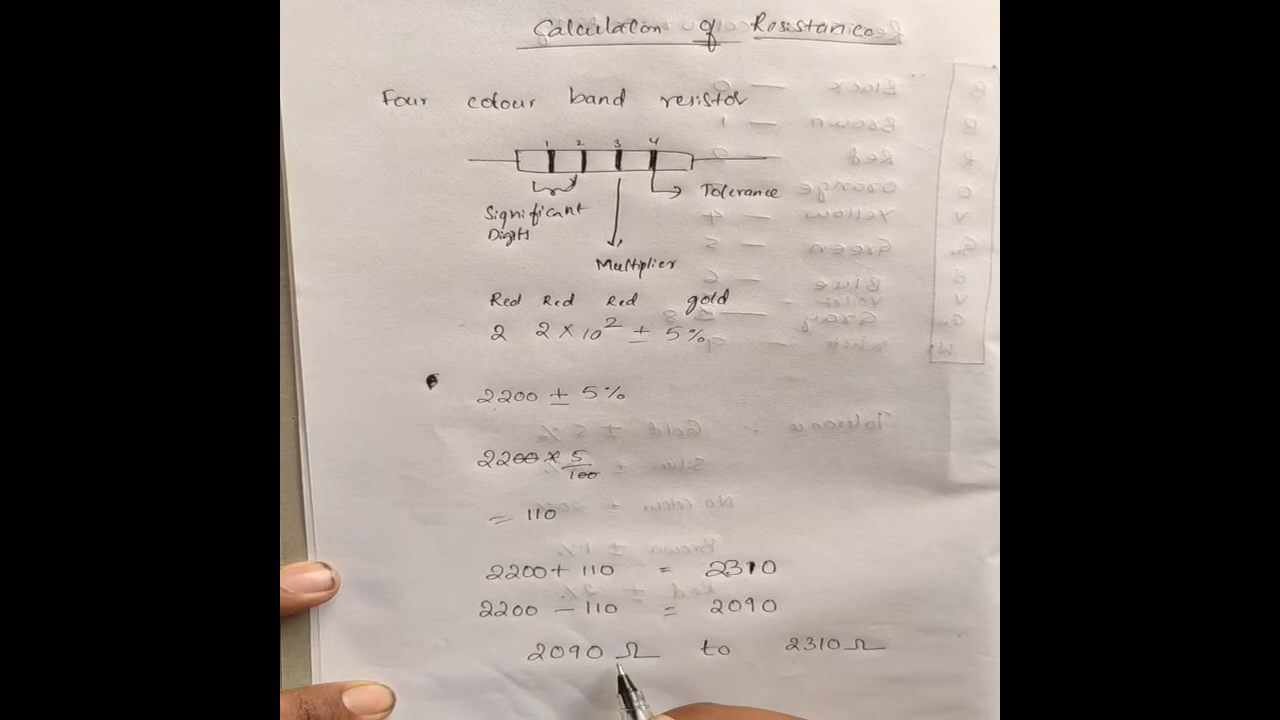 Calculaton of Resistance
Four colour band resistor
1 2 3 4
Tolerance
Significant
Digits
Multiplier
Red Red Red gold
2 2 × 10² ± 5%
2200 ± 5%
2200 × 5/100
= 110
2200 + 110 = 2310
2200 – 110 = 2090
2090 Ω to 2310 Ω